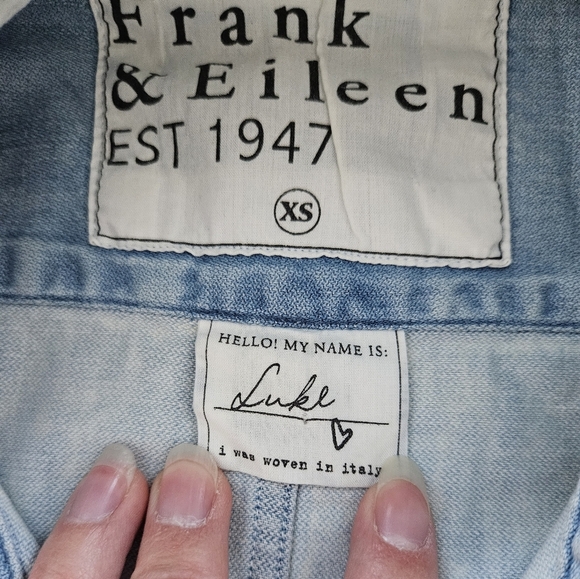 Frank
& Eileen
EST 1947
XS
HELLO! MY NAME IS:
Luke
i was woven in italy